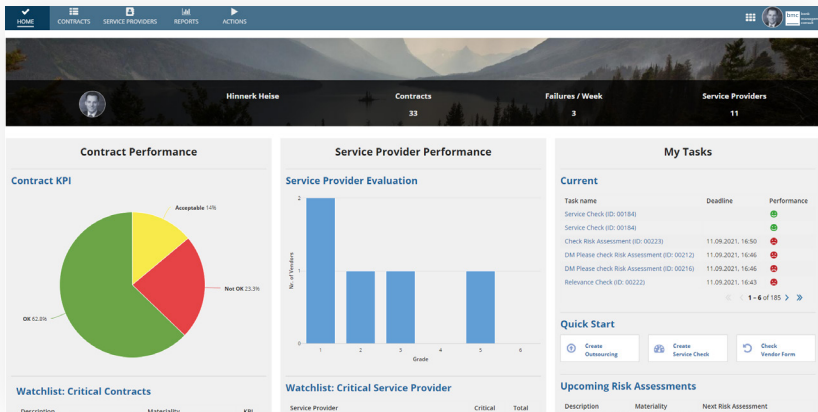 HOME
CONTRACTS
SERVICE PROVIDERS
REPORTS
ACTIONS
bmc
Hinnerk Heise
Contracts
33
Failures / Week
3
Service Providers
11
Contract Performance
Contract KPI
Acceptable 14%
Not OK 23.3%
OK 62.8%
Watchlist: Critical Contracts
Description Materiality KPI
Service Provider Performance
Service Provider Evaluation
Nr. of Vendors
2
1
0
1 2 3 4 5 6
Grade
Watchlist: Critical Service Provider
Service Provider Critical Total
My Tasks
Current
Task name Deadline Performance
Service Check (ID: 00184)
Service Check (ID: 00184)
Check Risk Assessment (ID: 00223) 11.09.2021, 16:50
DM Please check Risk Assessment (ID: 00212) 11.09.2021, 16:46
DM Please check Risk Assessment (ID: 00216) 11.09.2021, 16:46
Relevance Check (ID: 00222) 11.09.2021, 16:43
1 - 6 of 185
Quick Start
Create
Outsourcing
Create
Service Check
Check
Vendor Form
Upcoming Risk Assessments
Description Materiality Next Risk Assessment